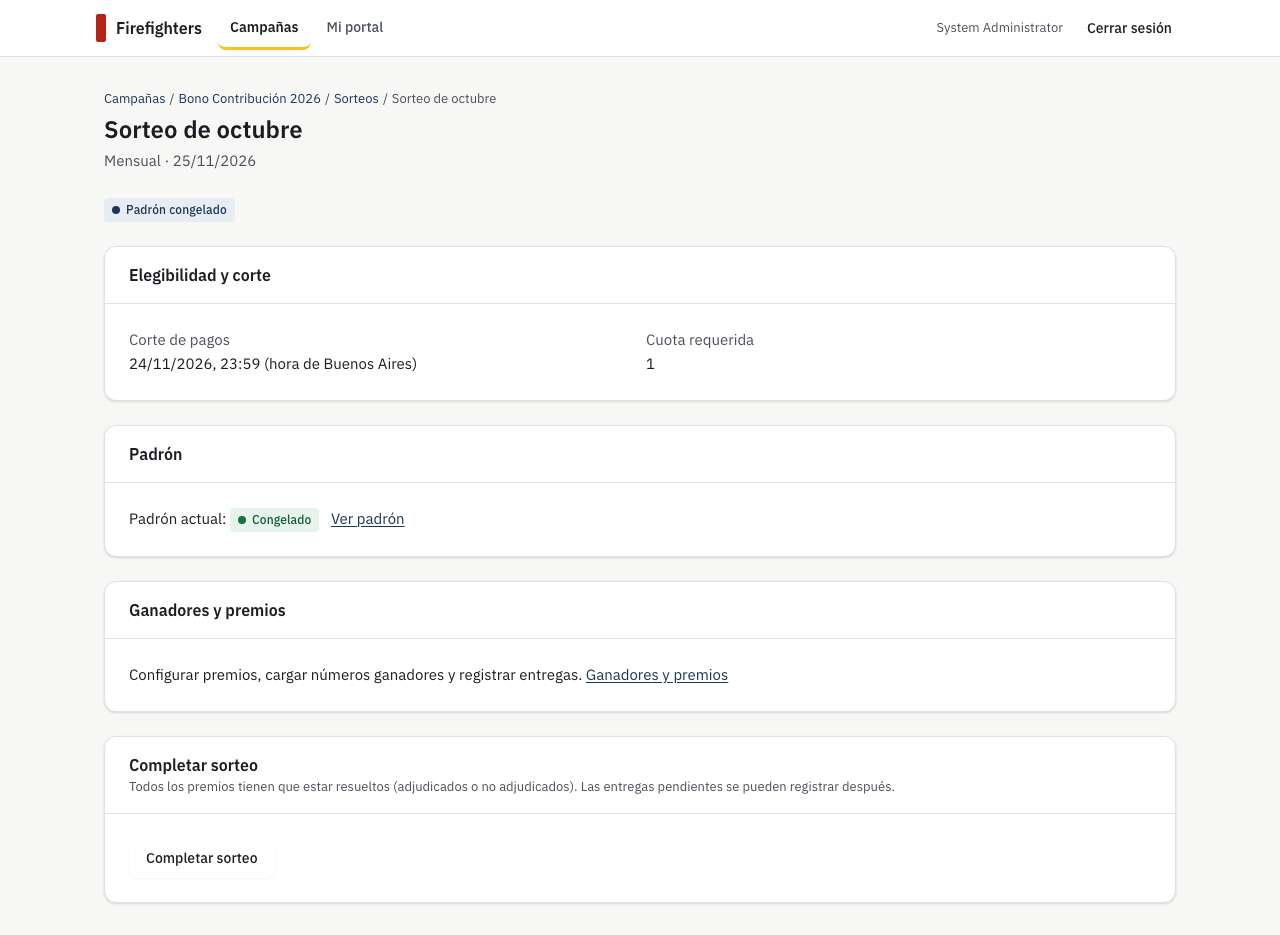 Firefighters
Campañas
Mi portal
System Administrator
Cerrar sesión
Campañas / Bono Contribución 2026 / Sorteos / Sorteo de octubre
Sorteo de octubre
Mensual · 25/11/2026
Padrón congelado
Elegibilidad y corte
Corte de pagos
24/11/2026, 23:59 (hora de Buenos Aires)
Cuota requerida
1
Padrón
Padrón actual: Congelado Ver padrón
Ganadores y premios
Configurar premios, cargar números ganadores y registrar entregas. Ganadores y premios
Completar sorteo
Todos los premios tienen que estar resueltos (adjudicados o no adjudicados). Las entregas pendientes se pueden registrar después.
Completar sorteo